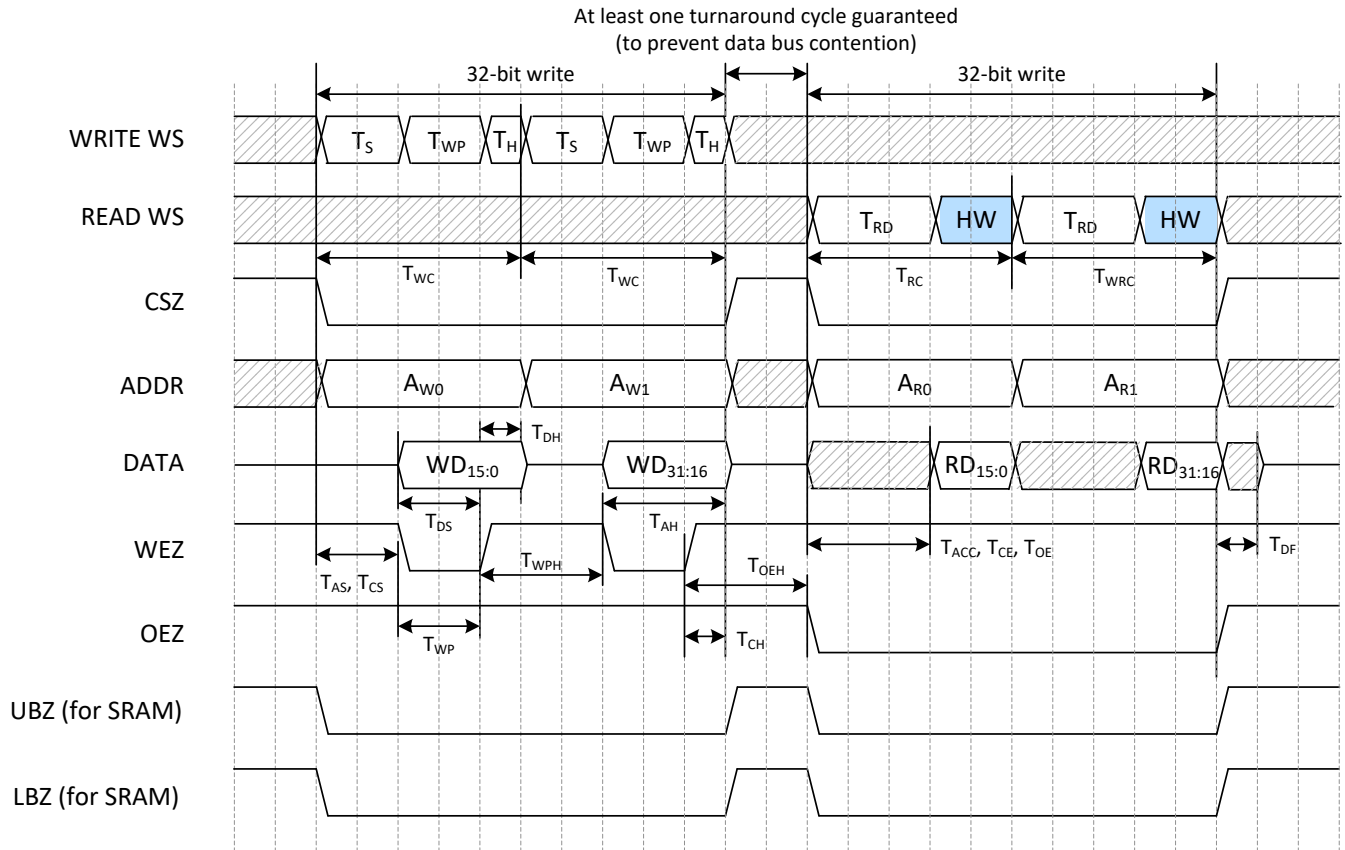 At least one turnaround cycle guaranteed
(to prevent data bus contention)
32-bit write 32-bit write
WRITE WS TS TWP TH TS TWP TH
READ WS TRD HW TRD HW
TWC TWC TRC TWRC
CSZ
ADDR AW0 AW1 AR0 AR1
TDH
DATA WD15:0 WD31:16 RD15:0 RD31:16
TDS TAH
WEZ TACC, TCE, TOE TDF
TWPH TOEH
TAS, TCS
OEZ
TWP TCH
UBZ (for SRAM)
LBZ (for SRAM)